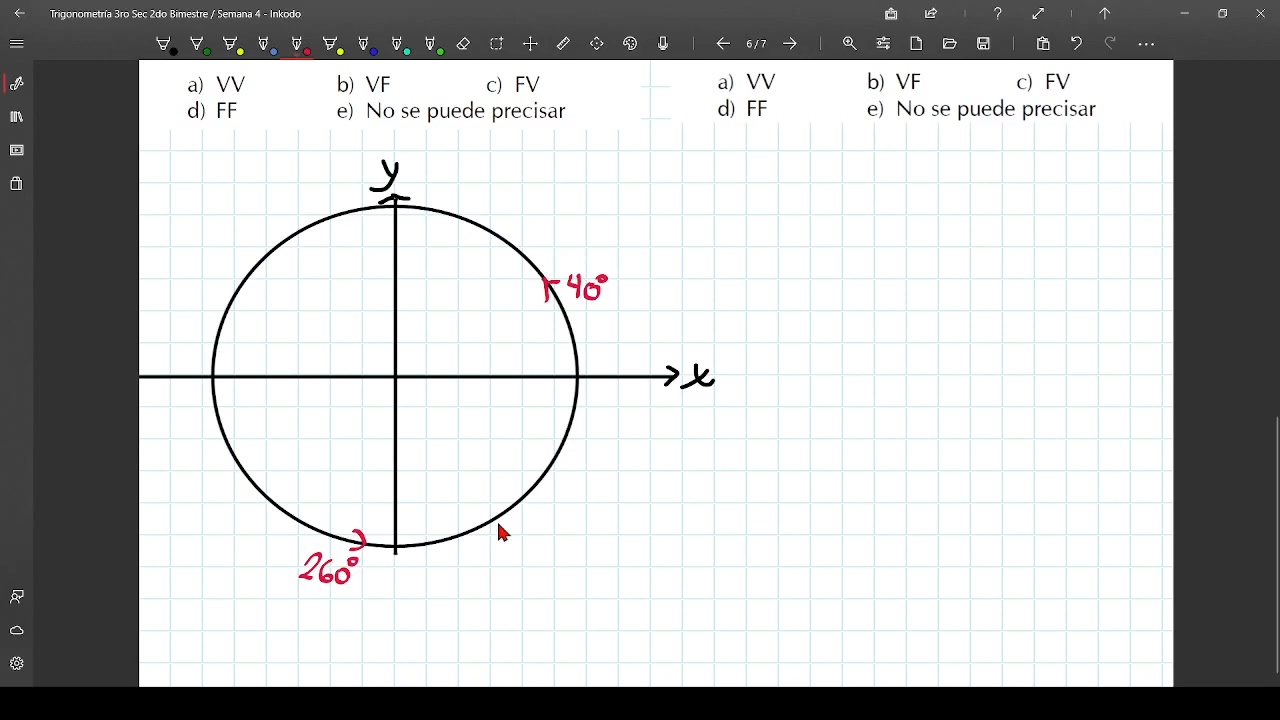 Trigonometría 3ro Sec 2do Bimestre / Semana 4 - Inkodo
6/7
a) VV b) VF c) FV
d) FF e) No se puede precisar
a) VV b) VF c) FV
d) FF e) No se puede precisar
y
40°
x
260°